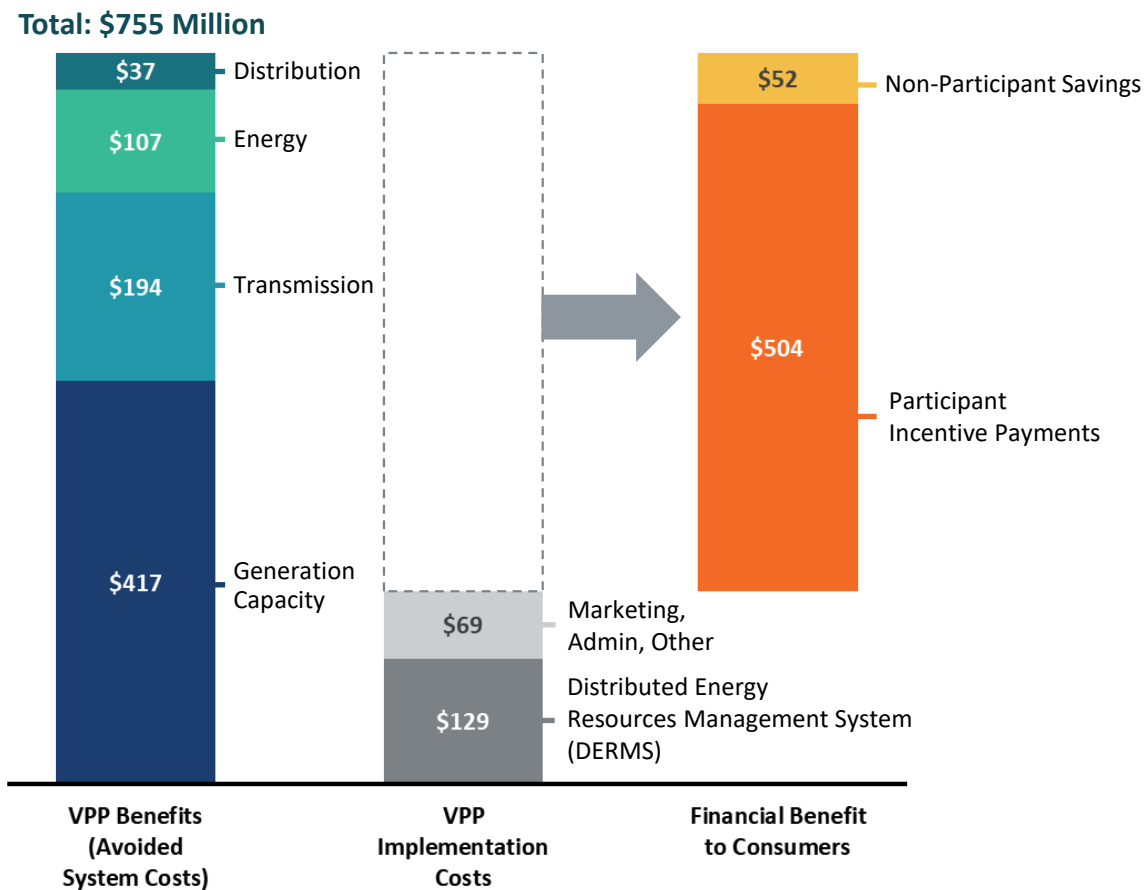 Total: $755 Million
$37
Distribution
$107
Energy
$194
Transmission
$417
Generation
Capacity
$69
Marketing,
Admin, Other
$129
Distributed Energy
Resources Management System
(DERMS)
$52
Non-Participant Savings
$504
Participant
Incentive Payments
VPP Benefits
(Avoided
System Costs)
VPP
Implementation
Costs
Financial Benefit
to Consumers